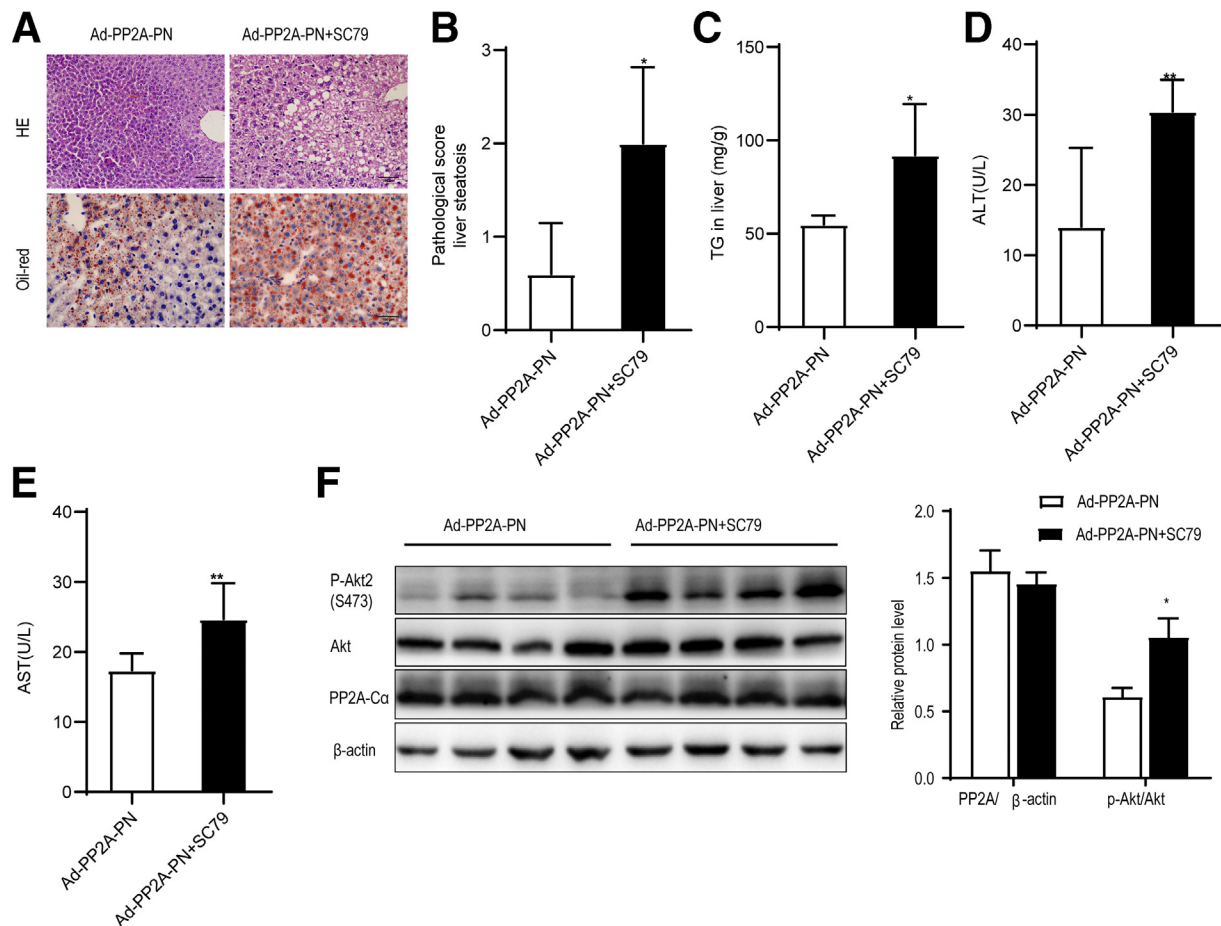 A
Ad-PP2A-PN
Ad-PP2A-PN+SC79
HE
Oil-red
B
Pathological score
liver steatosis
3
2
1
0
*
Ad-PP2A-PN
Ad-PP2A-PN+SC79
C
TG in liver (mg/g)
150
100
50
0
*
Ad-PP2A-PN
Ad-PP2A-PN+SC79
D
ALT(U/L)
40
30
20
10
0
**
Ad-PP2A-PN
Ad-PP2A-PN+SC79
E
AST(U/L)
40
30
20
10
0
**
Ad-PP2A-PN
Ad-PP2A-PN+SC79
F
Ad-PP2A-PN
Ad-PP2A-PN+SC79
P-Akt2
(S473)
Akt
PP2A-Cα
β-actin
Ad-PP2A-PN
Ad-PP2A-PN+SC79
Relative protein level
2.0
1.5
1.0
0.5
0.0
*
PP2A/ β-actin
p-Akt/Akt